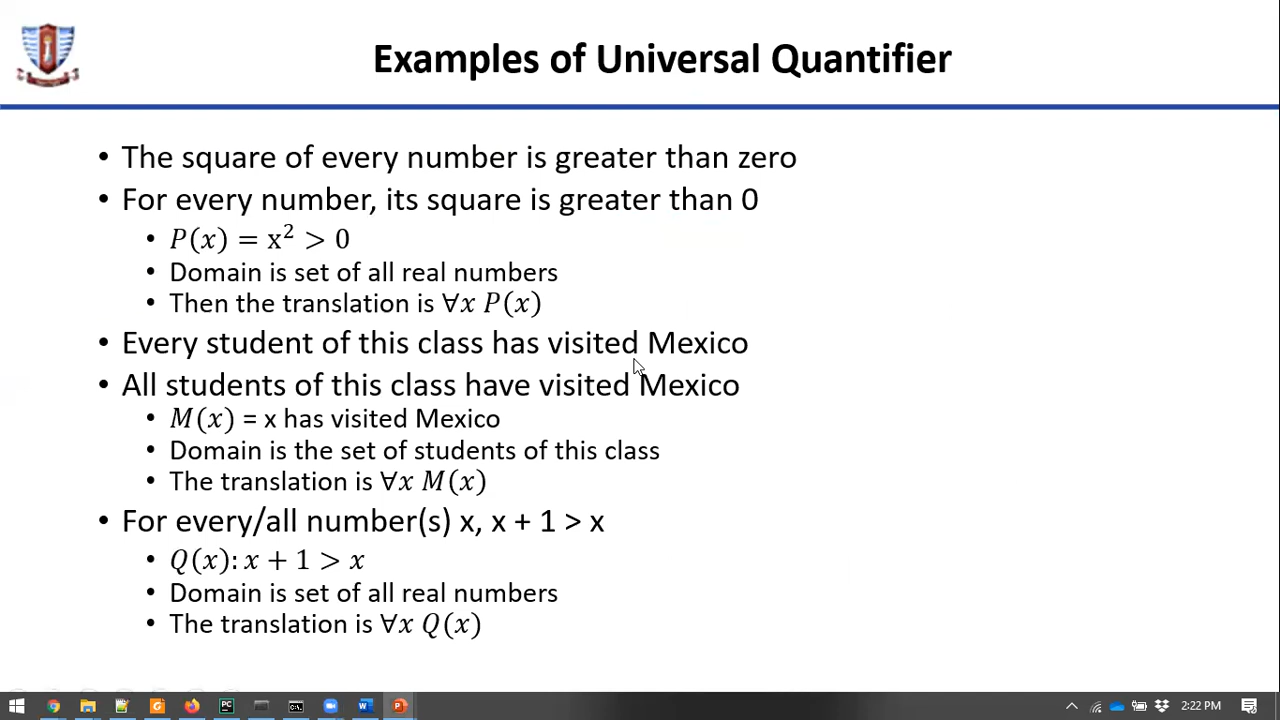 Examples of Universal Quantifier
• The square of every number is greater than zero
• For every number, its square is greater than 0
• P(x) = x² > 0
• Domain is set of all real numbers
• Then the translation is ∀x P(x)
• Every student of this class has visited Mexico
• All students of this class have visited Mexico
• M(x) = x has visited Mexico
• Domain is the set of students of this class
• The translation is ∀x M(x)
• For every/all number(s) x, x + 1 > x
• Q(x): x + 1 > x
• Domain is set of all real numbers
• The translation is ∀x Q(x)
2:22 PM